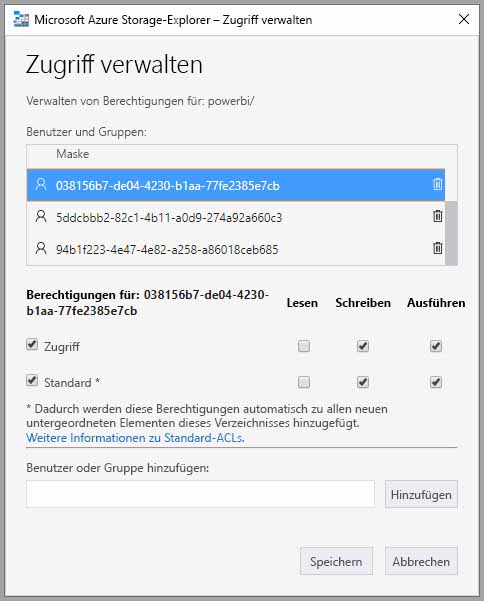 Microsoft Azure Storage-Explorer – Zugriff verwalten
Zugriff verwalten
Verwalten von Berechtigungen für: powerbi/
Benutzer und Gruppen:
Maske
038156b7-de04-4230-b1aa-77fe2385e7cb
5ddcbbb2-82c1-4b11-a0d9-274a92a660c3
94b1f223-4e47-4e82-a258-a86018ceb685
Berechtigungen für: 038156b7-de04-4230-
b1aa-77fe2385e7cb
Lesen Schreiben Ausführen
Zugriff
Standard *
* Dadurch werden diese Berechtigungen automatisch zu allen neuen
untergeordneten Elementen dieses Verzeichnisses hinzugefügt.
Weitere Informationen zu Standard-ACLs.
Benutzer oder Gruppe hinzufügen:
Hinzufügen
Speichern Abbrechen